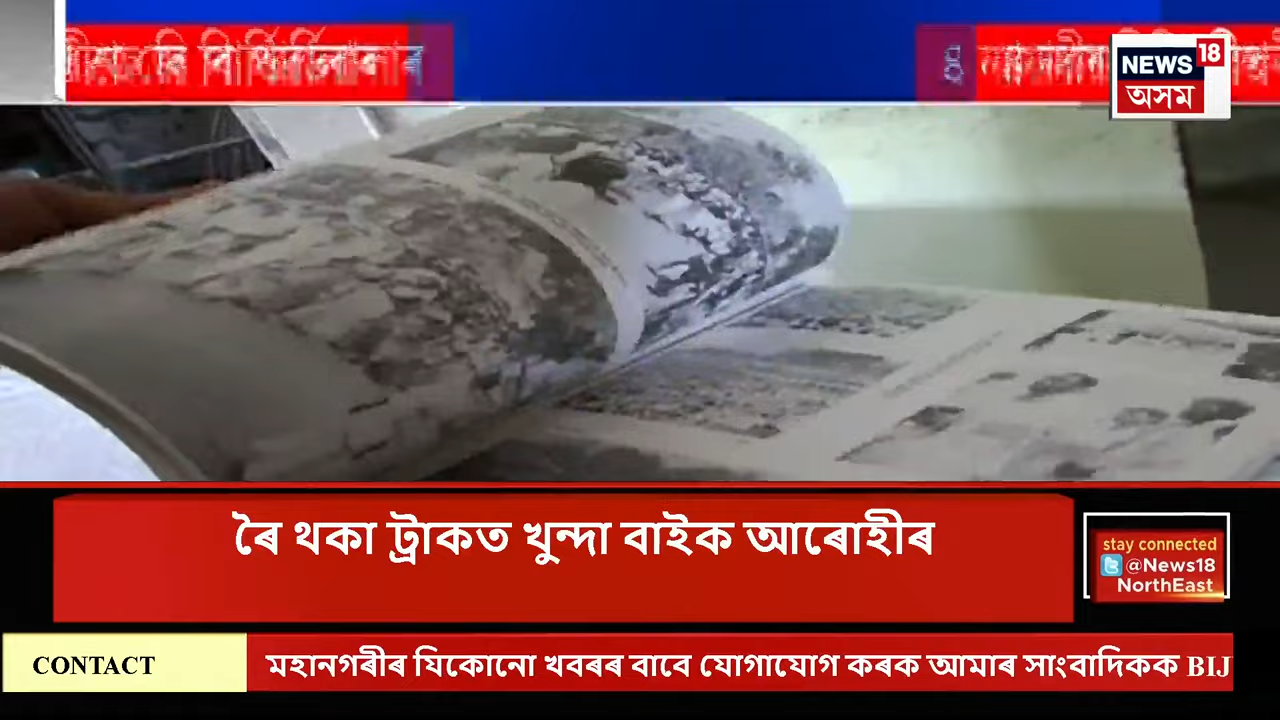 NEWS 18
অসম
ৰৈ থকা ট্ৰাকত খুন্দা বাইক আৰোহীৰ
stay connected
@News18
NorthEast
CONTACT
মহানগৰীৰ যিকোনো খবৰৰ বাবে যোগাযোগ কৰক আমাৰ সাংবাদিকক BIJ